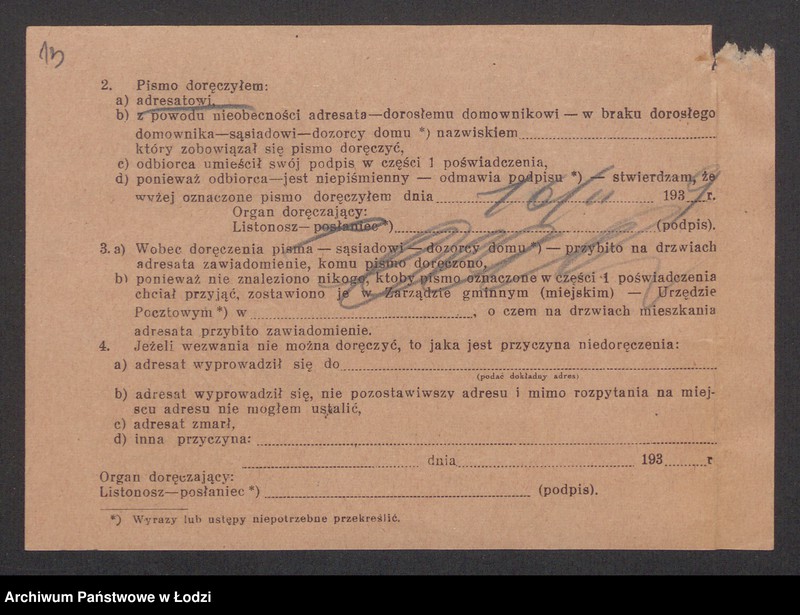 13
2. Pismo doręczyłem:
a) adresatowi,
b) z powodu nieobecności adresata—dorosłemu domownikowi — w braku dorosłego
domownika—sąsiadowi—dozorcy domu *) nazwiskiem
który zobowiązał się pismo doręczyć,
c) odbiorca umieścił swój podpis w części 1 poświadczenia,
d) ponieważ odbiorca—jest niepiśmienny — odmawia podpisu *) — stwierdzam, że
wyżej oznaczone pismo doręczyłem dnia 10/II 1939 r.
Organ doręczający:
Listonosz—posłaniec *) (podpis).
3. a) Wobec doręczenia pisma — sąsiadowi — dozorcy domu *) — przybito na drzwiach
adresata zawiadomienie, komu pismo doręczono,
b) ponieważ nie znaleziono nikogo, ktoby pismo oznaczone w części 1 poświadczenia
chciał przyjąć, zostawiono je w Zarządzie gminnym (miejskim) — Urzędzie
Pocztowym *) w , o czem na drzwiach mieszkania
adresata przybito zawiadomienie.
4. Jeżeli wezwania nie można doręczyć, to jaka jest przyczyna niedoręczenia:
a) adresat wyprowadził się do
(podać dokładny adres)
b) adresat wyprowadził się, nie pozostawiwszy adresu i mimo rozpytania na miej-
scu adresu nie mogłem ustalić,
c) adresat zmarł,
d) inna przyczyna:
dnia 193 r
Organ doręczający:
Listonosz—posłaniec *) (podpis).
*) Wyrazy lub ustępy niepotrzebne przekreślić.
Archiwum Państwowe w Łodzi